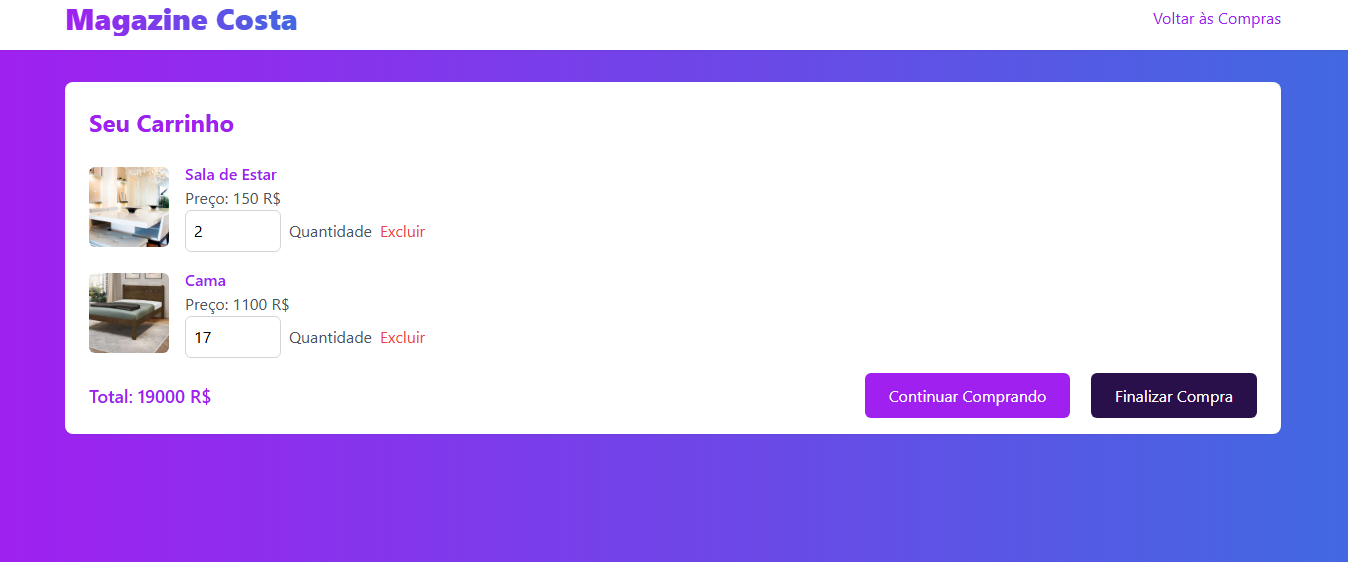 Magazine Costa
Voltar às Compras
Seu Carrinho
Sala de Estar
Preço: 150 R$
2 Quantidade Excluir
Cama
Preço: 1100 R$
17 Quantidade Excluir
Total: 19000 R$ Continuar Comprando Finalizar Compra